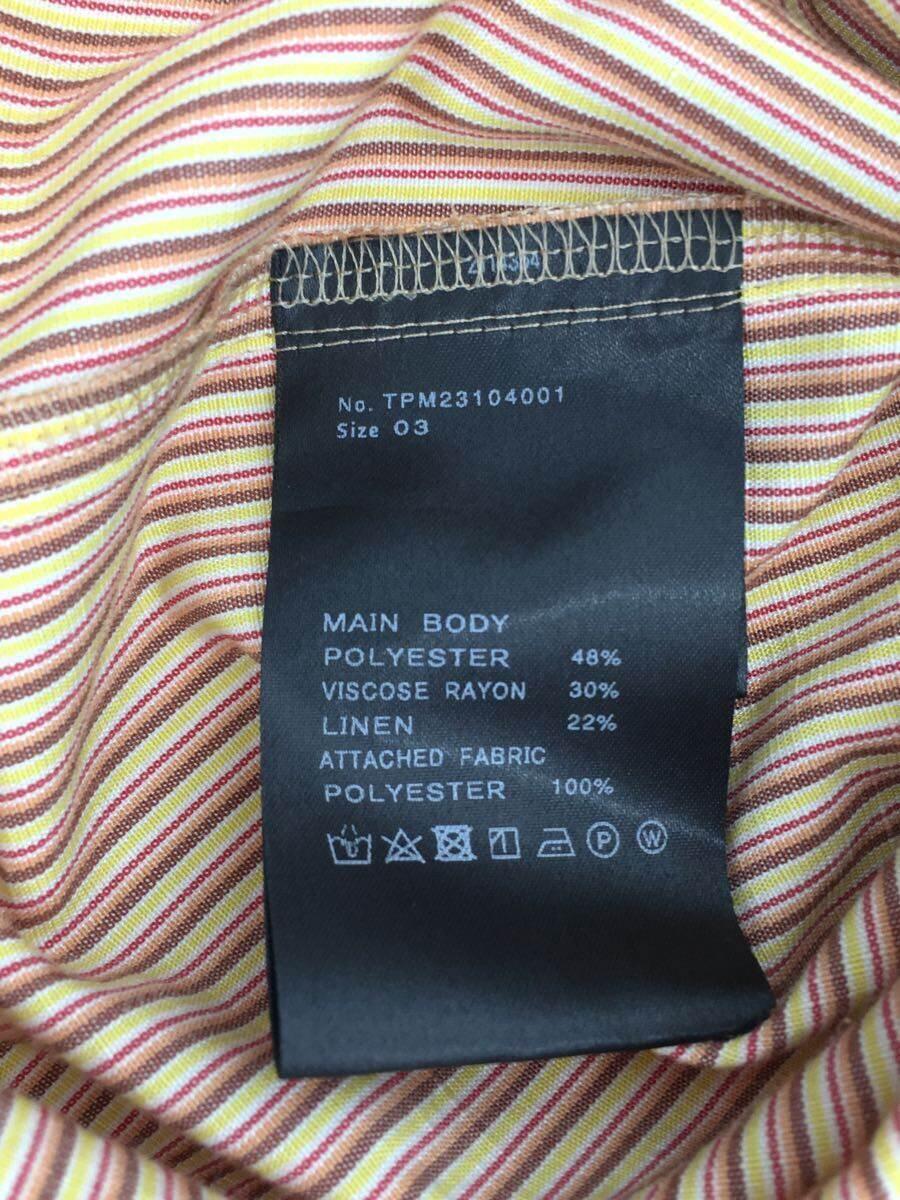 No. TPM23104001
Size 03
MAIN BODY
POLYESTER 48%
VISCOSE RAYON 30%
LINEN 22%
ATTACHED FABRIC
POLYESTER 100%
P W